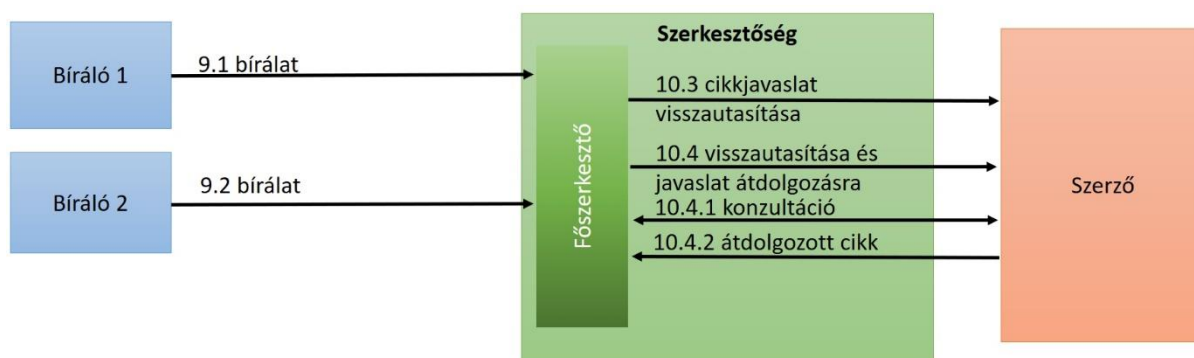 Szerkesztőség
Bíráló 1
9.1 bírálat
Bíráló 2
9.2 bírálat
Főszerkesztő
10.3 cikkjavaslat
visszautasítása
10.4 visszautasítása és
javaslat átdolgozásra
10.4.1 konzultáció
10.4.2 átdolgozott cikk
Szerző